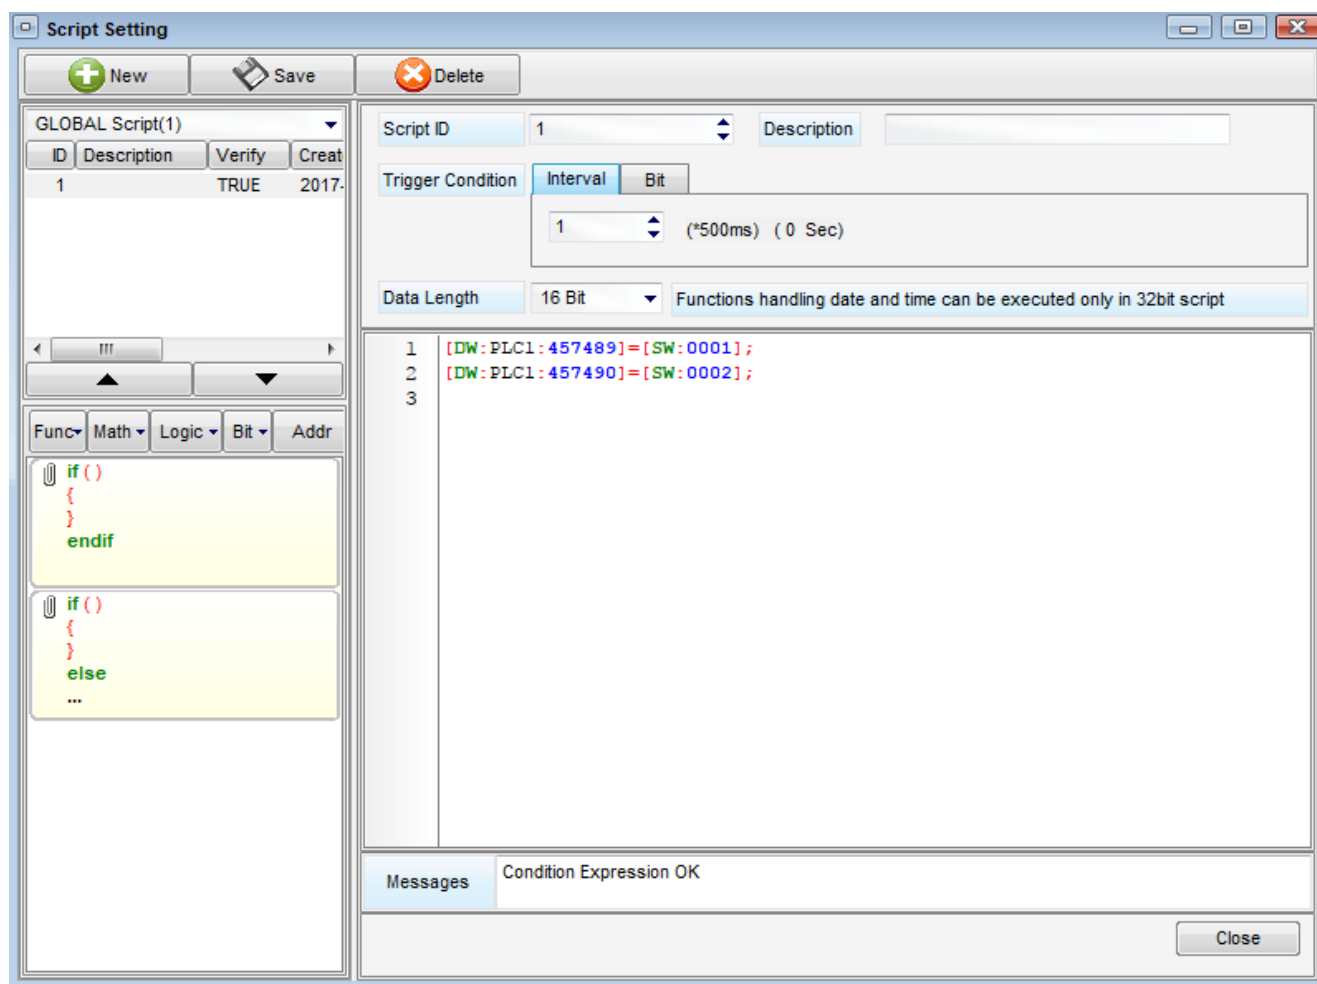 Script Setting
New Save Delete
GLOBAL Script(1)
ID Description Verify Creat
1 TRUE 2017-
Script ID 1 Description
Trigger Condition Interval Bit
1 (*500ms) ( 0 Sec)
Data Length 16 Bit Functions handling date and time can be executed only in 32bit script
Func Math Logic Bit Addr
if ( )
{
}
endif
if ( )
{
}
else
...
1 [DW:PLC1:457489]=[SW:0001];
2 [DW:PLC1:457490]=[SW:0002];
3
Messages Condition Expression OK
Close